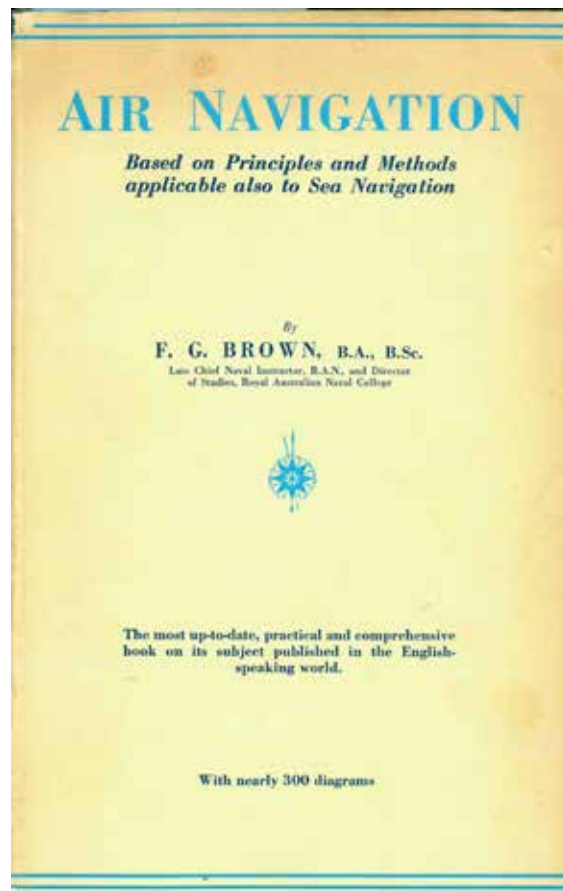 AIR NAVIGATION
Based on Principles and Methods
applicable also to Sea Navigation
By
F. G. BROWN, B.A., B.Sc.
Late Chief Naval Instructor, R.A.N., and Director
of Studies, Royal Australian Naval College
The most up-to-date, practical and comprehensive
book on its subject published in the English-
speaking world.
With nearly 300 diagrams